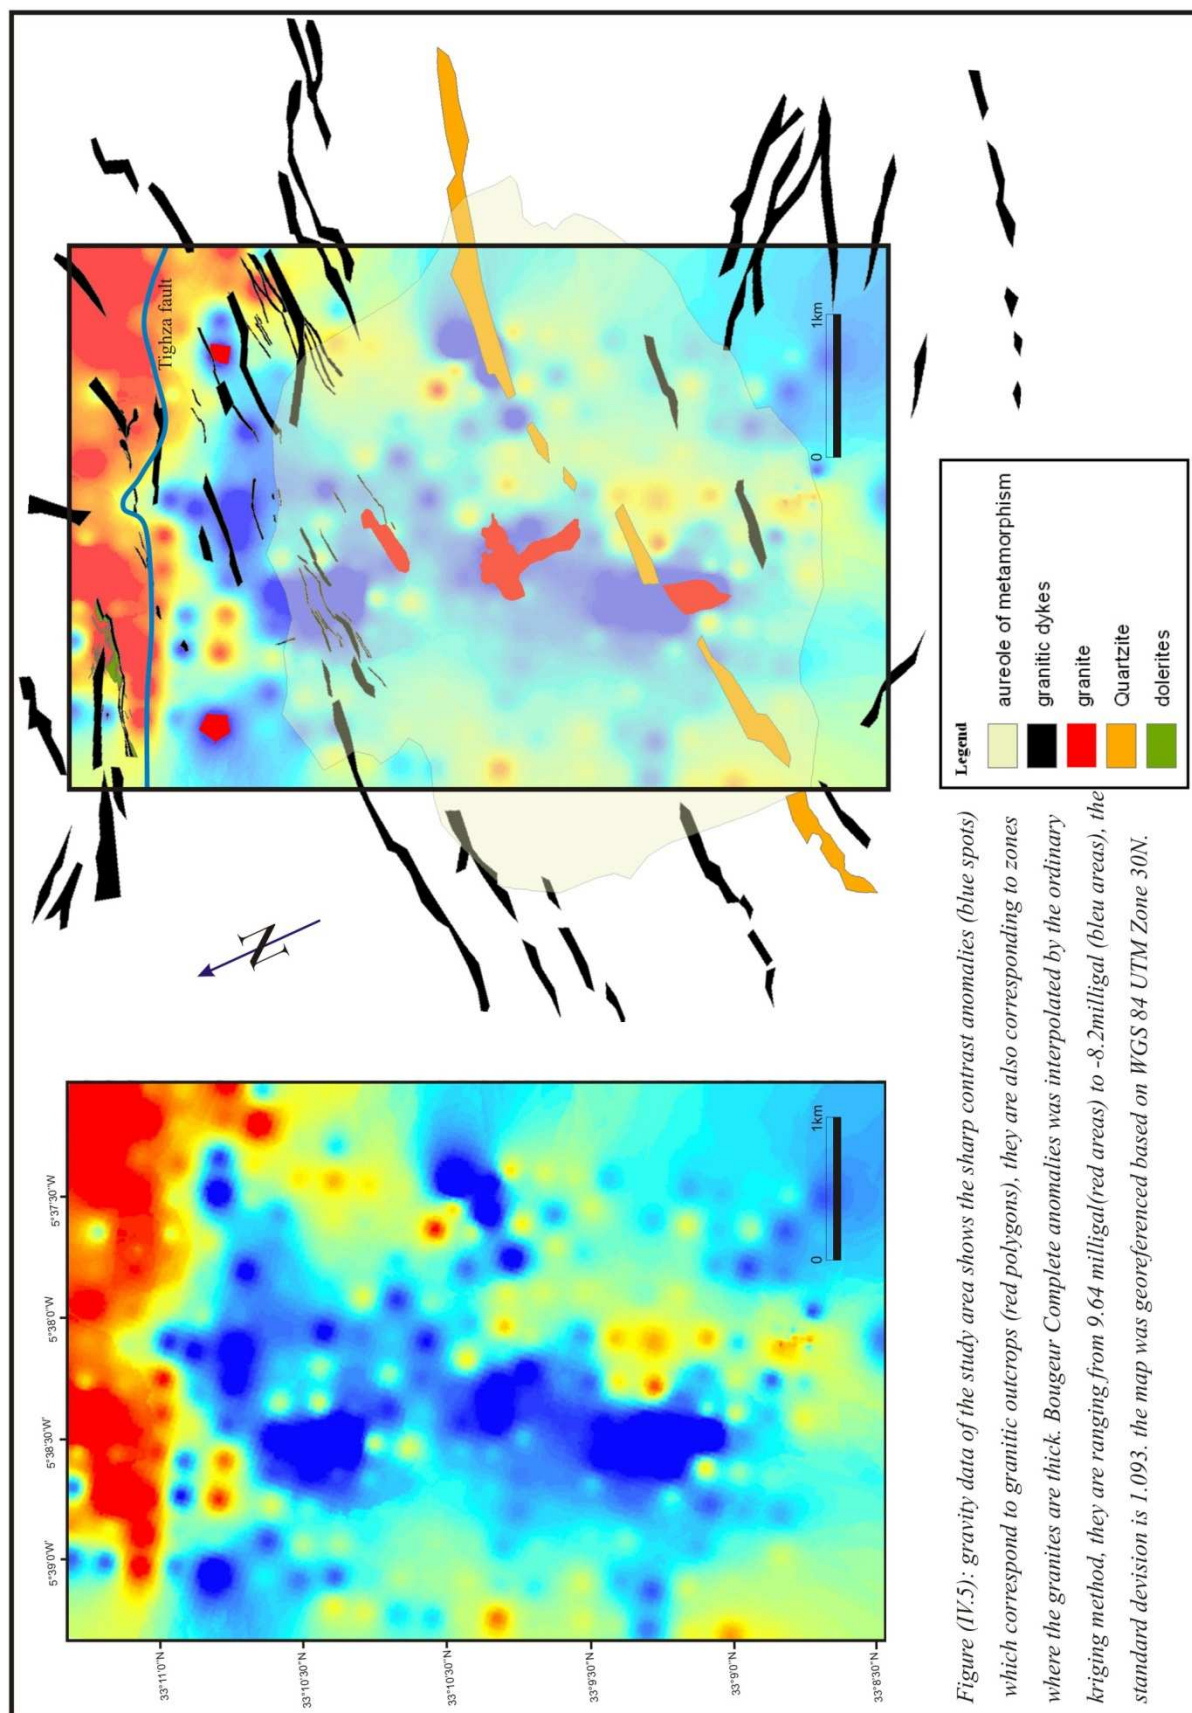 5°39'0"W
5°38'30"W
5°38'0"W
5°37'30"W
33°11'0"N
33°10'30"N
33°10'30"N
33°9'30"N
33°9'0"N
33°8'30"N
0 1km
N
Tighza fault
0 1km
Legend
aureole of metamorphism
granitic dykes
granite
Quartzite
dolerites
Figure (IV.5): gravity data of the study area shows the sharp contrast anomalies (blue spots)
which correspond to granitic outcrops (red polygons), they are also corresponding to zones
where the granites are thick. Bougeur Complete anomalies was interpolated by the ordinary
kriging method, they are ranging from 9.64 milligal(red areas) to -8.2milligal (bleu areas), the
standard devision is 1.093. the map was georeferenced based on WGS 84 UTM Zone 30N.